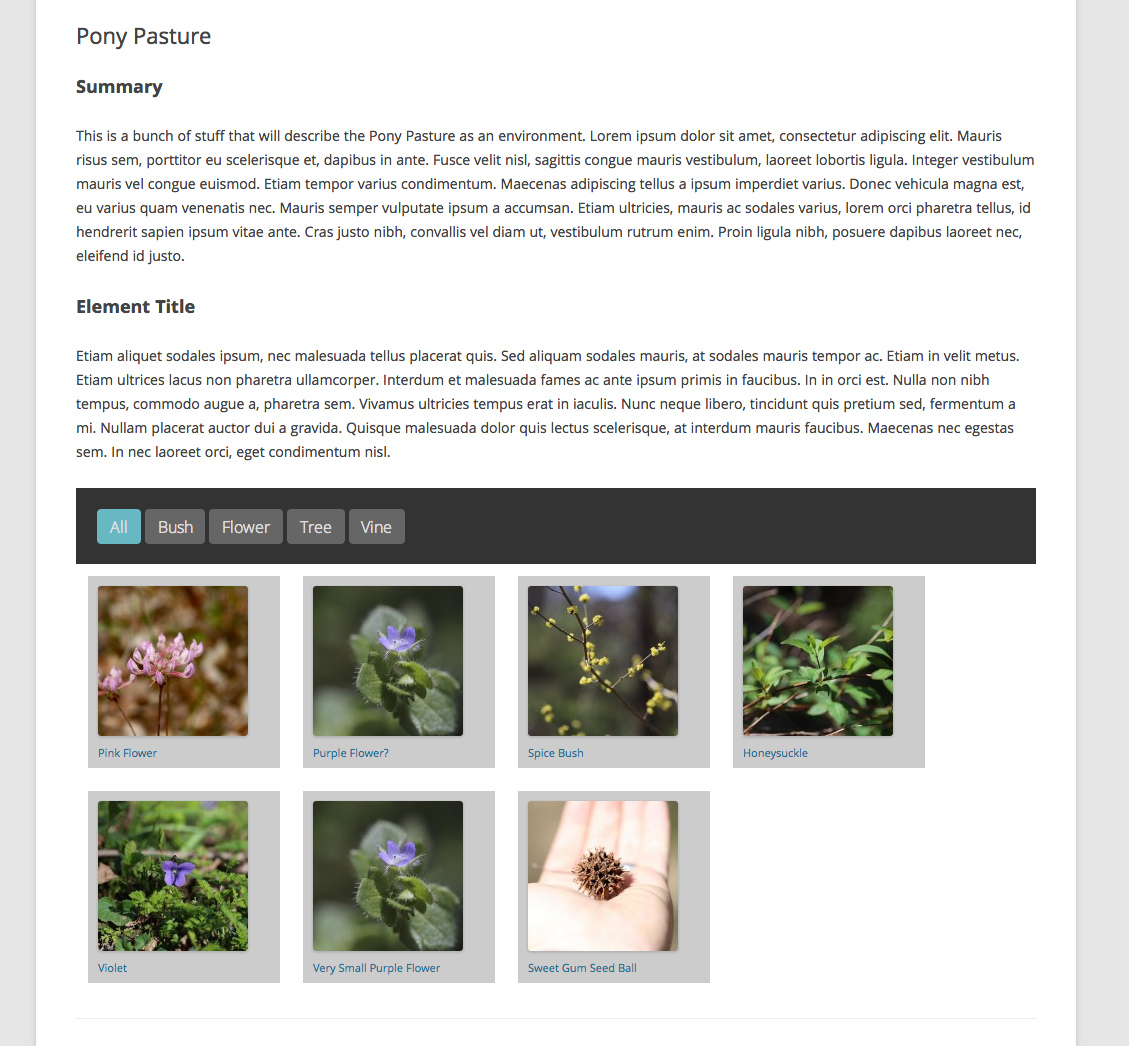 Pony Pasture
Summary
This is a bunch of stuff that will describe the Pony Pasture as an environment. Lorem ipsum dolor sit amet, consectetur adipiscing elit. Mauris
risus sem, porttitor eu scelerisque et, dapibus in ante. Fusce velit nisl, sagittis congue mauris vestibulum, laoreet lobortis ligula. Integer vestibulum
mauris vel congue euismod. Etiam tempor varius condimentum. Maecenas adipiscing tellus a ipsum imperdiet varius. Donec vehicula magna est,
eu varius quam venenatis nec. Mauris semper vulputate ipsum a accumsan. Etiam ultricies, mauris ac sodales varius, lorem orci pharetra tellus, id
hendrerit sapien ipsum vitae ante. Cras justo nibh, convallis vel diam ut, vestibulum rutrum enim. Proin ligula nibh, posuere dapibus laoreet nec,
eleifend id justo.
Element Title
Etiam aliquet sodales ipsum, nec malesuada tellus placerat quis. Sed aliquam sodales mauris, at sodales mauris tempor ac. Etiam in velit metus.
Etiam ultrices lacus non pharetra ullamcorper. Interdum et malesuada fames ac ante ipsum primis in faucibus. In in orci est. Nulla non nibh
tempus, commodo augue a, pharetra sem. Vivamus ultricies tempus erat in iaculis. Nunc neque libero, tincidunt quis pretium sed, fermentum a
mi. Nullam placerat auctor dui a gravida. Quisque malesuada dolor quis lectus scelerisque, at interdum mauris faucibus. Maecenas nec egestas
sem. In nec laoreet orci, eget condimentum nisl.
All Bush Flower Tree Vine
Pink Flower Purple Flower? Spice Bush Honeysuckle
Violet Very Small Purple Flower Sweet Gum Seed Ball